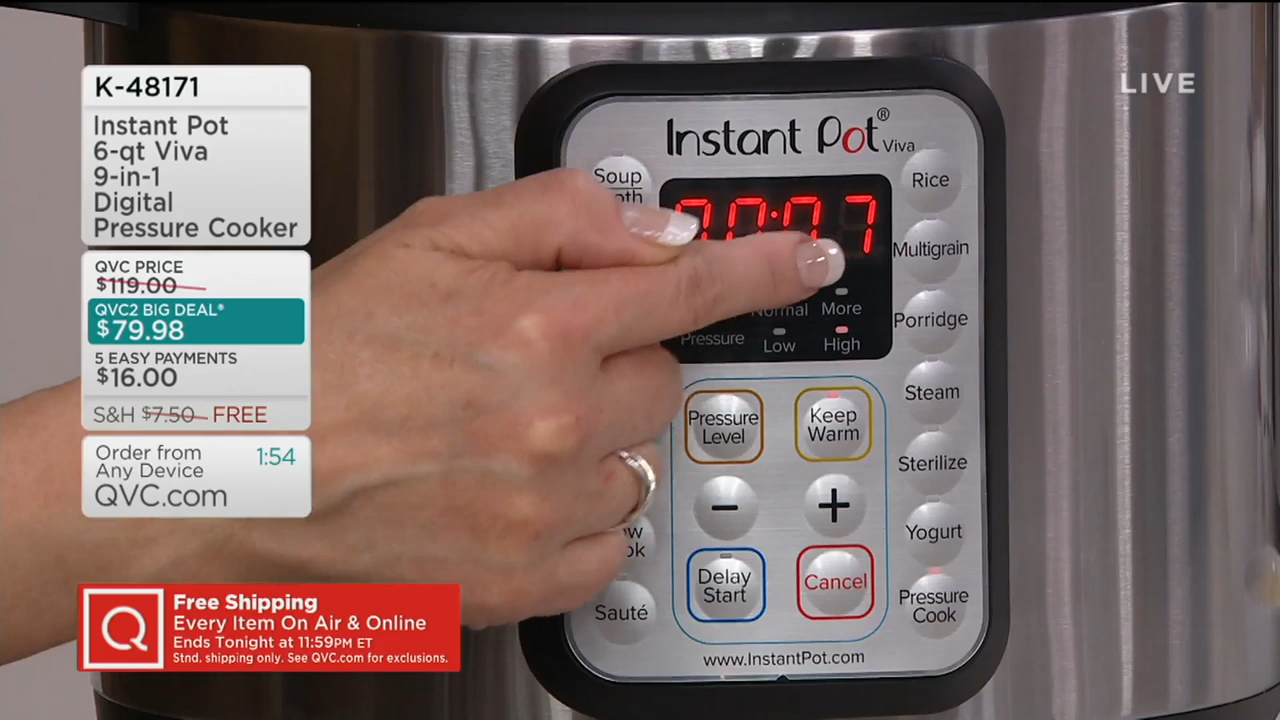 K-48171
Instant Pot
6-qt Viva
9-in-1
Digital
Pressure Cooker
QVC PRICE
$119.00
QVC2 BIG DEAL®
$79.98
5 EASY PAYMENTS
$16.00
S&H $7.50 FREE
Order from 1:54
Any Device
QVC.com
Q Free Shipping
Every Item On Air & Online
Ends Tonight at 11:59PM ET
Stnd. shipping only. See QVC.com for exclusions.
LIVE
Instant Pot® Viva
Soup
00:07
Normal More
Pressure Low High
Pressure
Level
Keep
Warm
-
+
Delay
Start
Cancel
Sauté
Rice
Multigrain
Porridge
Steam
Sterilize
Yogurt
Pressure
Cook
www.InstantPot.com